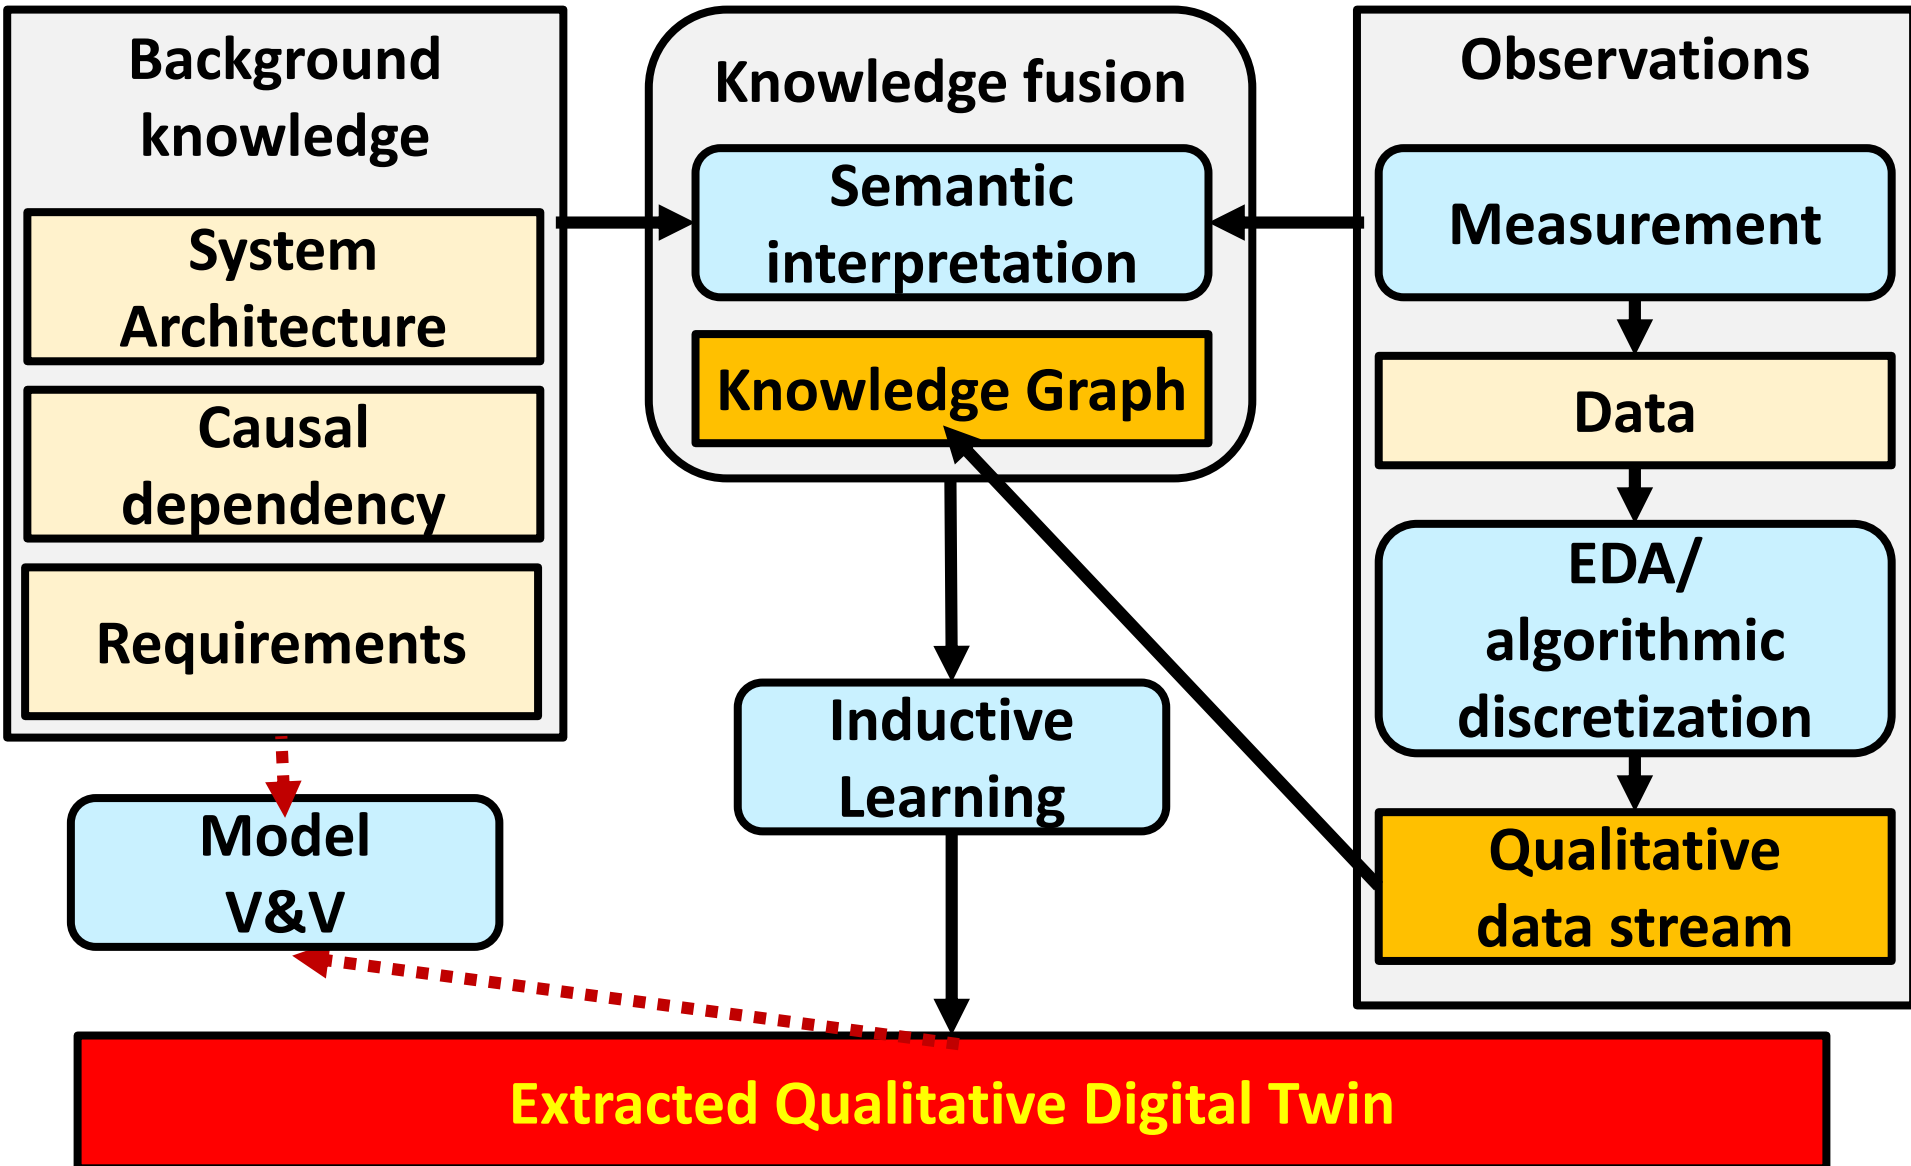 Background
knowledge
System
Architecture
Causal
dependency
Requirements
Model
V&V
Knowledge fusion
Semantic
interpretation
Knowledge Graph
Inductive
Learning
Observations
Measurement
Data
EDA/
algorithmic
discretization
Qualitative
data stream
Extracted Qualitative Digital Twin